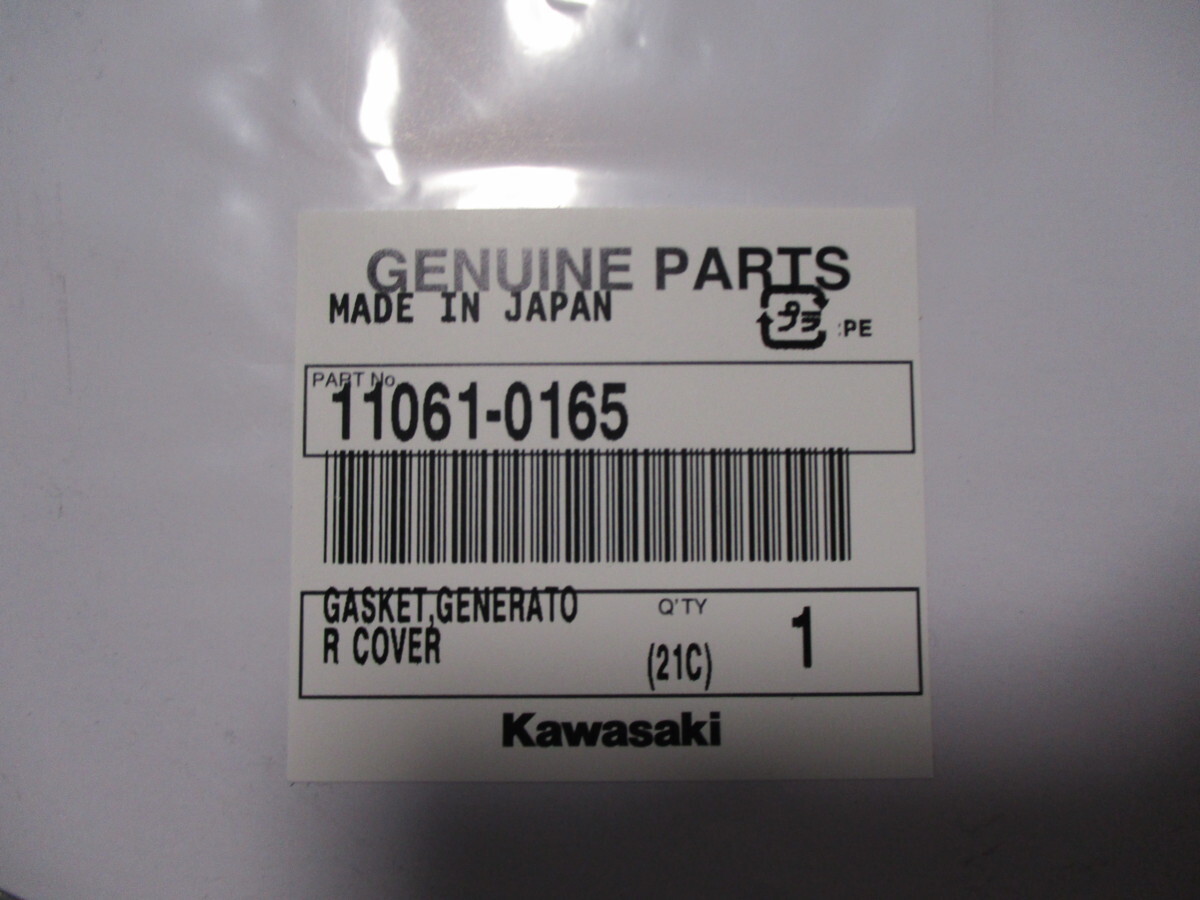 GENUINE PARTS
MADE IN JAPAN
プラ :PE
PART No
11061-0165
GASKET,GENERATO
R COVER
Q'TY
(21C)
1
Kawasaki